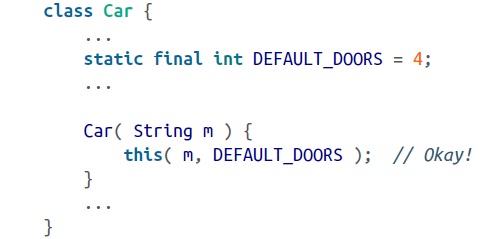 class Car {
    ...
    static final int DEFAULT_DOORS = 4;
    ...

    Car( String m ) {
        this( m, DEFAULT_DOORS );  // Okay!
    }
    ...
}